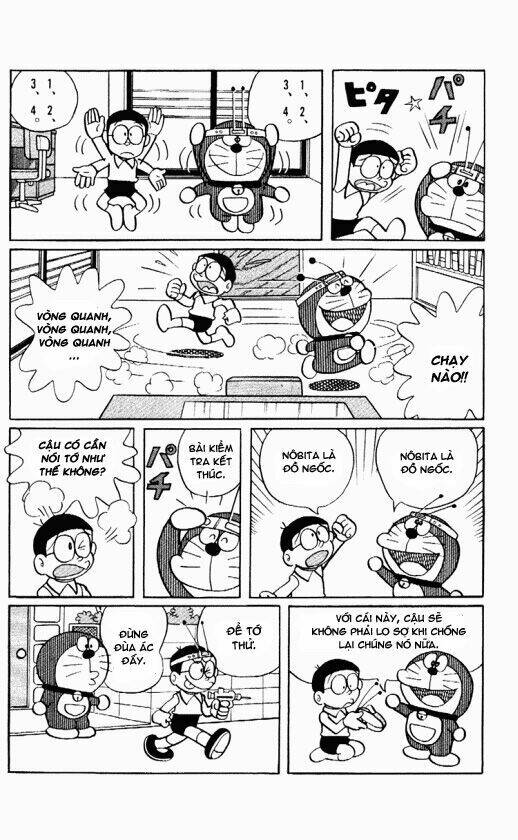 パチ
ピタ
1、2、
3、4。
1、2、
3、4。
CHẠY
NÀO!!
VÒNG QUANH,
VÒNG QUANH,
VÒNG QUANH
...
NÔBITA LÀ
ĐỒ NGỐC.
NÔBITA LÀ
ĐỒ NGỐC.
BÀI KIỂM
TRA KẾT
THÚC.
パチ
CẬU CÓ CẦN
NÓI TỚ NHƯ
THẾ KHÔNG?
VỚI CÁI NÀY, CẬU SẼ
KHÔNG PHẢI LO SỢ KHI CHỐNG
LẠI CHÚNG NÓ NỮA.
ĐỂ TỚ
THỬ.
ĐỪNG
ĐÙA ÁC
ĐẤY.